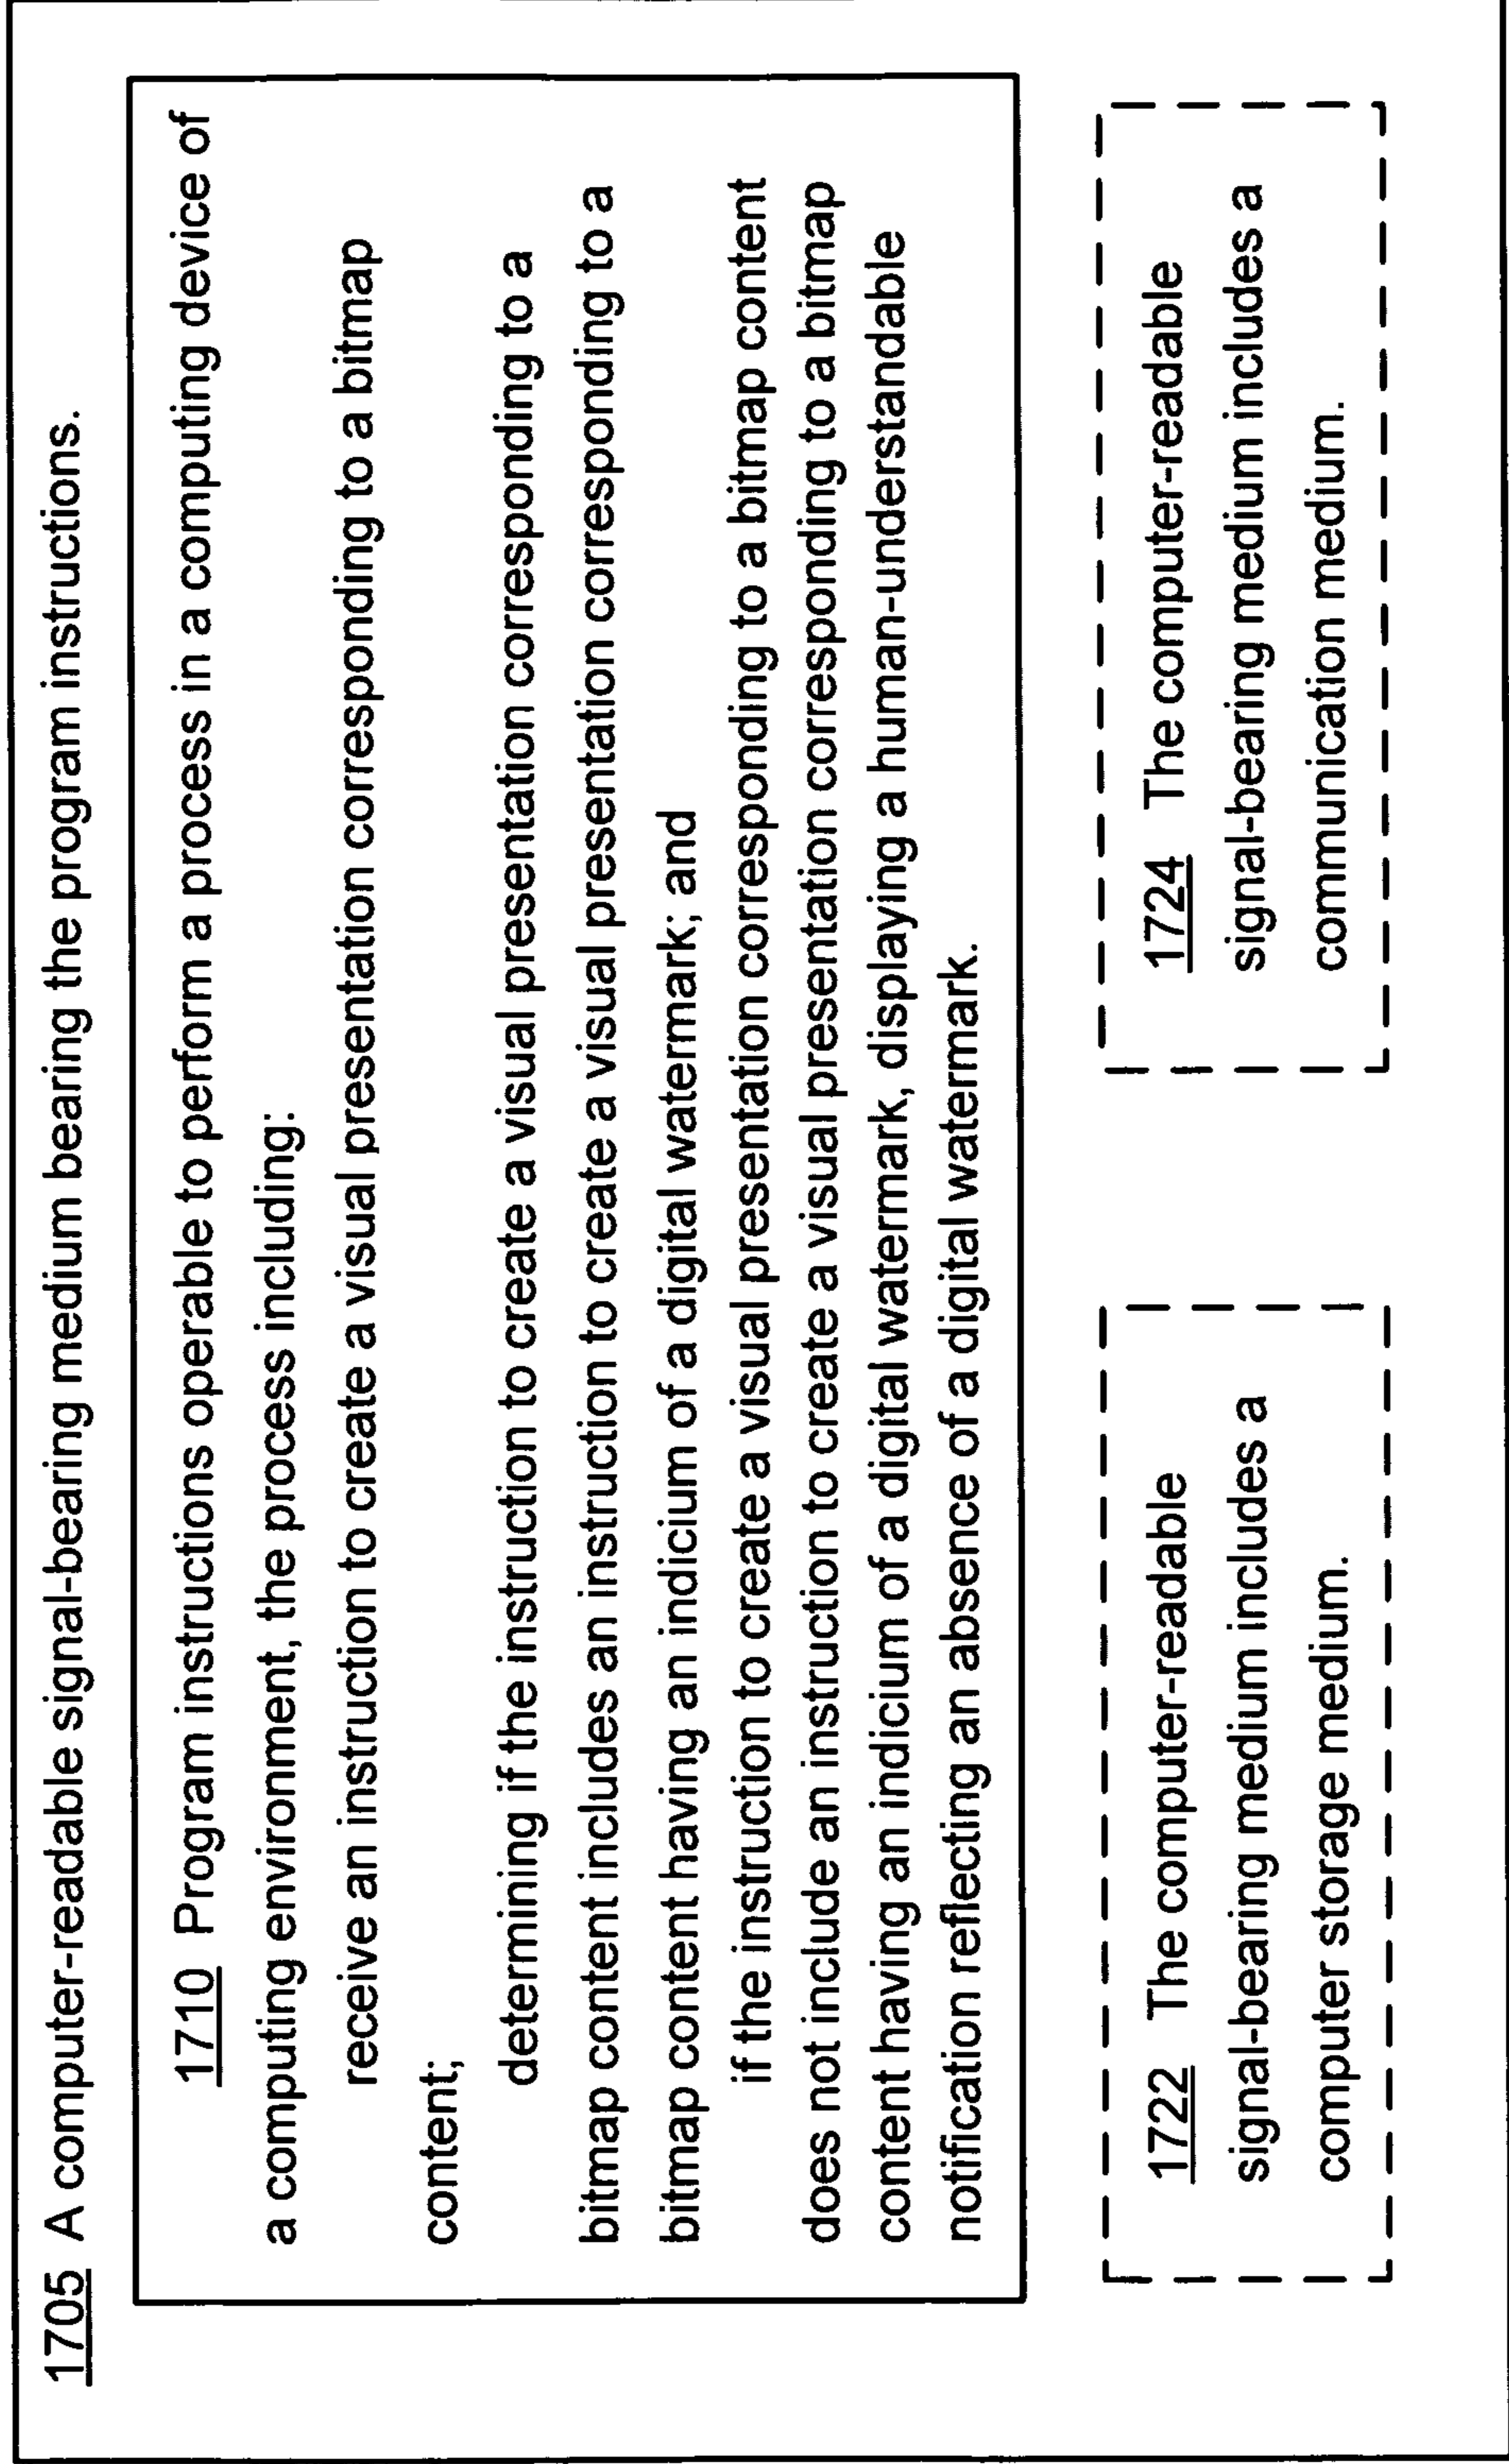 1705 A computer-readable signal-bearing medium bearing the program instructions.
1710 Program instructions operable to perform a process in a computing device of
a computing environment, the process including:
receive an instruction to create a visual presentation corresponding to a bitmap
content;
determining if the instruction to create a visual presentation corresponding to a
bitmap content includes an instruction to create a visual presentation corresponding to a
bitmap content having an indicium of a digital watermark; and
if the instruction to create a visual presentation corresponding to a bitmap content
does not include an instruction to create a visual presentation corresponding to a bitmap
content having an indicium of a digital watermark, displaying a human-understandable
notification reflecting an absence of a digital watermark.
1722 The computer-readable
signal-bearing medium includes a
computer storage medium.
1724 The computer-readable
signal-bearing medium includes a
communication medium.